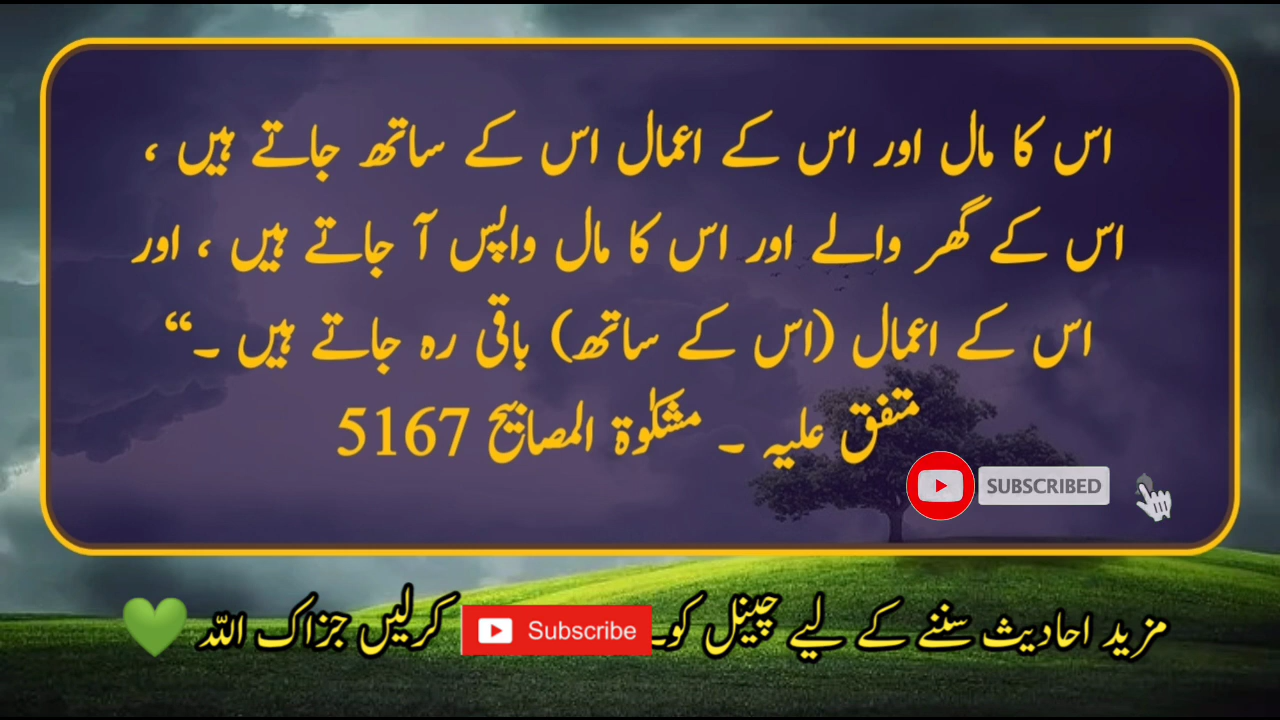 اس کا مال اور اس کے اعمال اس کے ساتھ جاتے ہیں ،
اس کے گھر والے اور اس کا مال واپس آ جاتے ہیں ، اور
اس کے اعمال (اس کے ساتھ) باقی رہ جاتے ہیں ۔“
متفق علیہ ۔ مشکوٰۃ المصابیح 5167
SUBSCRIBED
مزید احادیث سننے کے لیے چینل کو۔ Subscribe کرلیں جزاک اللہ